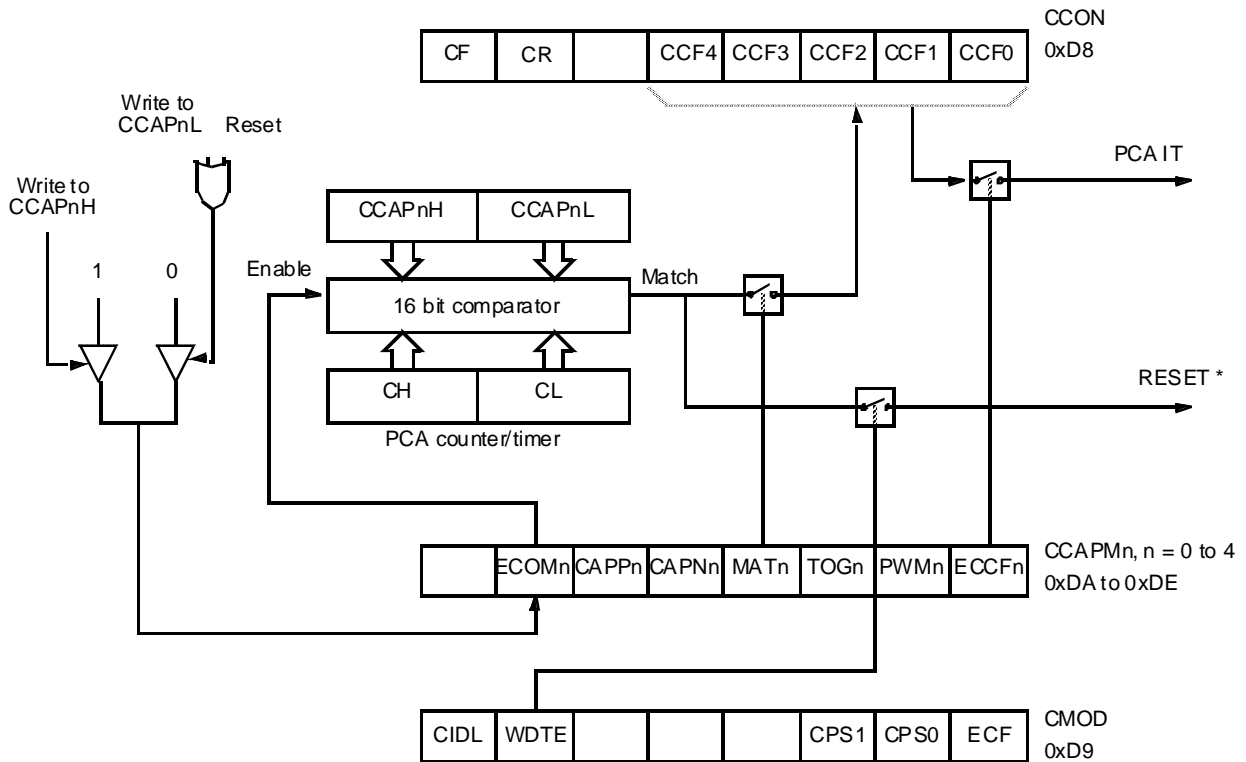 CCON
0xD8
CF CR CCF4 CCF3 CCF2 CCF1 CCF0
Write to
CCAPnL Reset
PCA IT
Write to
CCAPnH
CCAPnH CCAPnL
1 0
Enable
Match
16 bit comparator
RESET *
CH CL
PCA counter/timer
ECOMn CAPPn CAPNn MATn TOGn PWMn ECCFn
CCAPMn, n = 0 to 4
0xDA to 0xDE
CIDL WDTE CPS1 CPS0 ECF
CMOD
0xD9